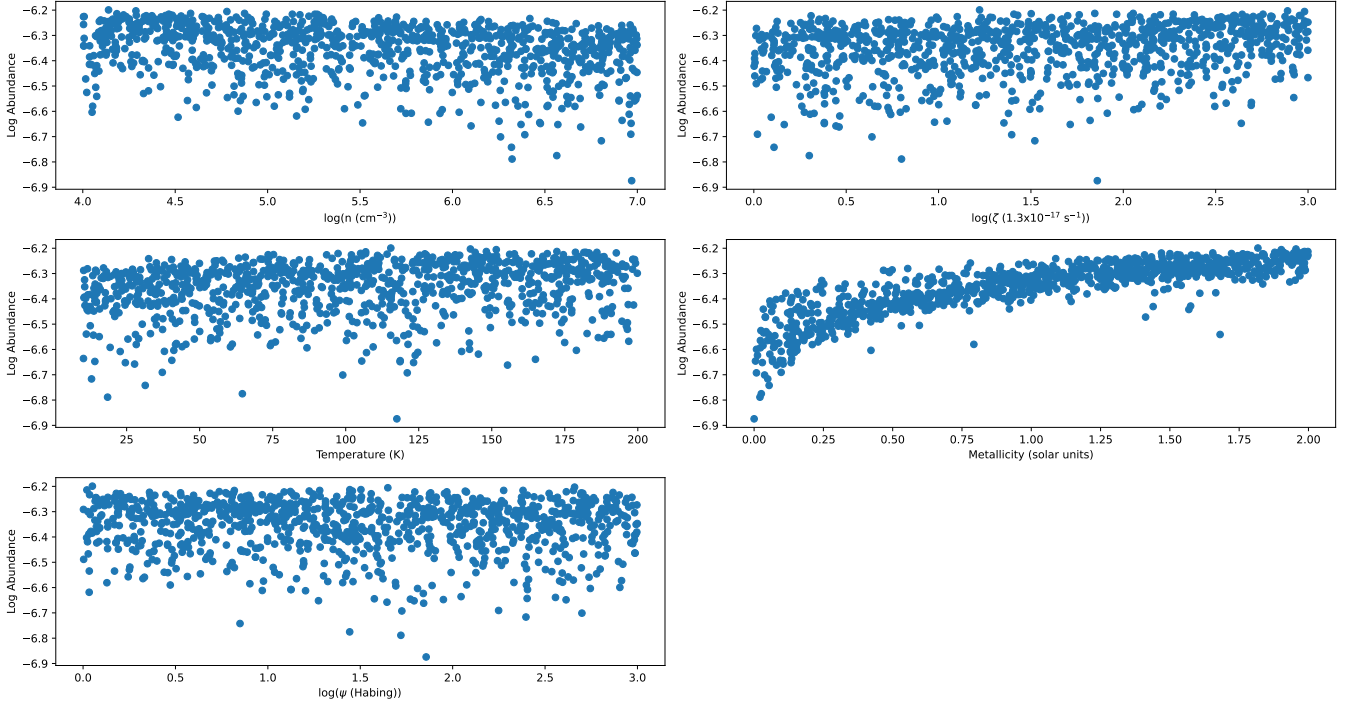 Log Abundance
−6.2
−6.3
−6.4
−6.5
−6.6
−6.7
−6.8
−6.9
4.0 4.5 5.0 5.5 6.0 6.5 7.0
log(n (cm⁻³))
Log Abundance
−6.2
−6.3
−6.4
−6.5
−6.6
−6.7
−6.8
−6.9
0.0 0.5 1.0 1.5 2.0 2.5 3.0
log(ζ (1.3x10⁻¹⁷ s⁻¹))
Log Abundance
−6.2
−6.3
−6.4
−6.5
−6.6
−6.7
−6.8
−6.9
25 50 75 100 125 150 175 200
Temperature (K)
Log Abundance
−6.2
−6.3
−6.4
−6.5
−6.6
−6.7
−6.8
−6.9
0.00 0.25 0.50 0.75 1.00 1.25 1.50 1.75 2.00
Metallicity (solar units)
Log Abundance
−6.2
−6.3
−6.4
−6.5
−6.6
−6.7
−6.8
−6.9
0.0 0.5 1.0 1.5 2.0 2.5 3.0
log(ψ (Habing))